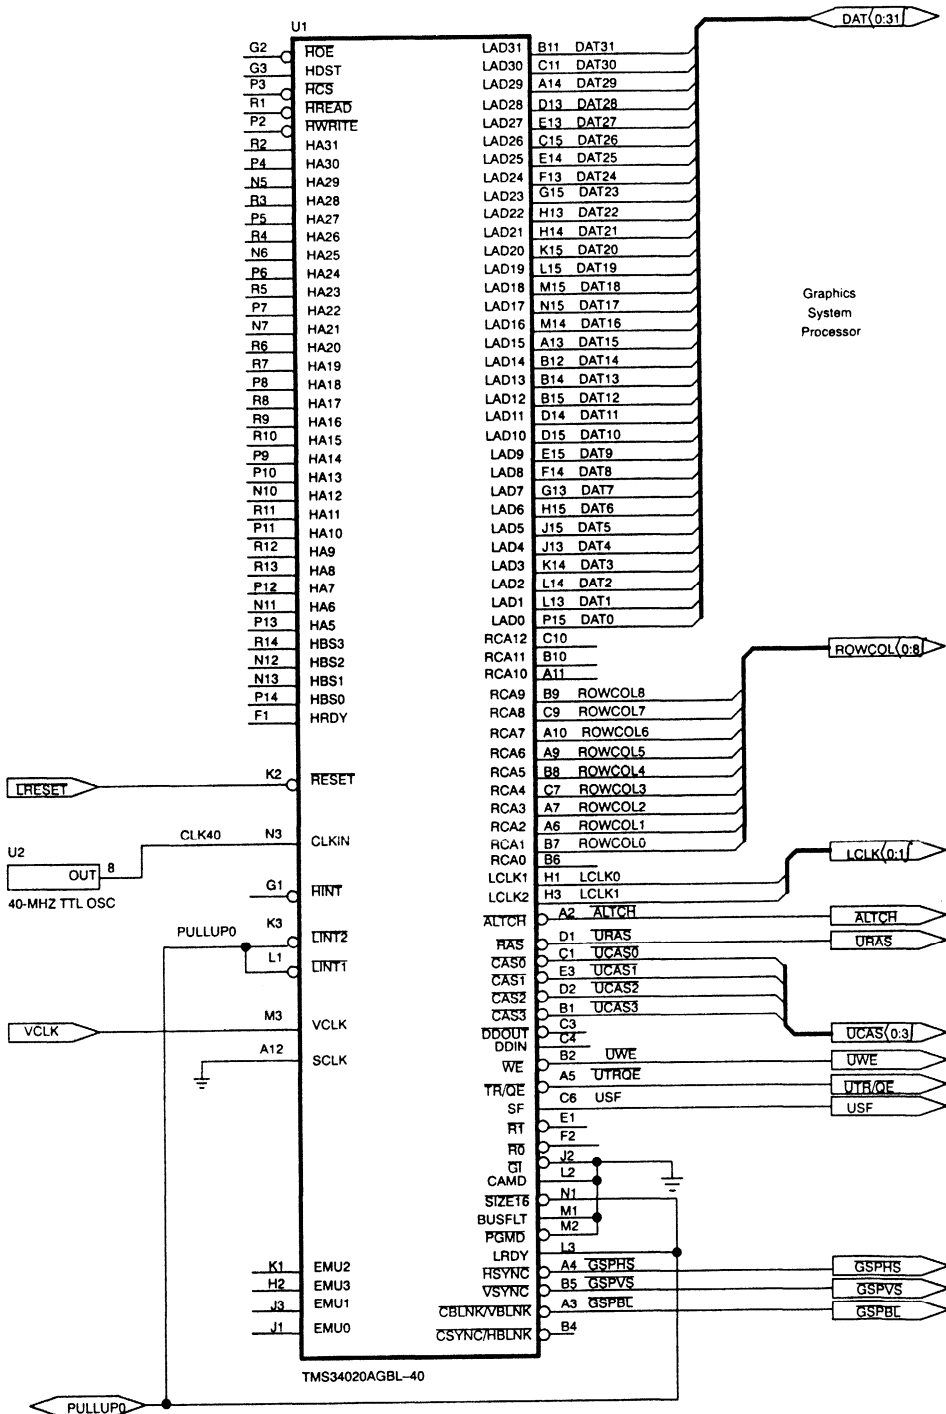 U1
DAT(0:31)
G2 HOE
G3 HDST
P3 HCS
R1 HREAD
P2 HWRITE
R2 HA31
P4 HA30
N5 HA29
R3 HA28
P5 HA27
R4 HA26
N6 HA25
P6 HA24
R5 HA23
P7 HA22
N7 HA21
R6 HA20
R7 HA19
P8 HA18
R8 HA17
R9 HA16
R10 HA15
P9 HA14
P10 HA13
N10 HA12
R11 HA11
P11 HA10
R12 HA9
R13 HA8
P12 HA7
N11 HA6
P13 HA5
R14 HBS3
N12 HBS2
N13 HBS1
P14 HBS0
F1 HRDY
LRESET K2 RESET
CLK40 N3 CLKIN
U2
OUT 8
40-MHZ TTL OSC
G1 HINT
PULLUP0 K3 LINT2
L1 LINT1
VCLK M3 VCLK
A12 SCLK
K1 EMU2
H2 EMU3
J3 EMU1
J1 EMU0
LAD31 B11 DAT31
LAD30 C11 DAT30
LAD29 A14 DAT29
LAD28 D13 DAT28
LAD27 E13 DAT27
LAD26 C15 DAT26
LAD25 E14 DAT25
LAD24 F13 DAT24
LAD23 G15 DAT23
LAD22 H13 DAT22
LAD21 H14 DAT21
LAD20 K15 DAT20
LAD19 L15 DAT19
LAD18 M15 DAT18
LAD17 N15 DAT17
LAD16 M14 DAT16
LAD15 A13 DAT15
LAD14 B12 DAT14
LAD13 B14 DAT13
LAD12 B15 DAT12
LAD11 D14 DAT11
LAD10 D15 DAT10
LAD9 E15 DAT9
LAD8 F14 DAT8
LAD7 G13 DAT7
LAD6 H15 DAT6
LAD5 J15 DAT5
LAD4 J13 DAT4
LAD3 K14 DAT3
LAD2 L14 DAT2
LAD1 L13 DAT1
LAD0 P15 DAT0
Graphics
System
Processor
RCA12 C10
RCA11 B10
RCA10 A11
RCA9 B9 ROWCOL8
RCA8 C9 ROWCOL7
RCA7 A10 ROWCOL6
RCA6 A9 ROWCOL5
RCA5 B8 ROWCOL4
RCA4 C7 ROWCOL3
RCA3 A7 ROWCOL2
RCA2 A6 ROWCOL1
RCA1 B7 ROWCOL0
RCA0 B6
ROWCOL(0:8)
LCLK1 H1 LCLK0
LCLK2 H3 LCLK1
LCLK(0:1)
ALTCH A2 ALTCH ALTCH
RAS D1 URAS URAS
CAS0 C1 UCAS0
CAS1 E3 UCAS1
CAS2 D2 UCAS2
CAS3 B1 UCAS3
UCAS(0:3)
DDOUT C3
DDIN C4
WE B2 UWE UWE
TR/QE A5 UTRQE UTR/QE
SF C6 USF USF
R1 E1
R0 F2
GI J2
CAMD L2
SIZE16 N1
BUSFLT M1
PGMD M2
LRDY L3
HSYNC A4 GSPHS GSPHS
VSYNC B5 GSPVS GSPVS
CBLNK/VBLNK A3 GSPBL GSPBL
CSYNC/HBLNK B4
TMS34020AGBL-40
PULLUP0